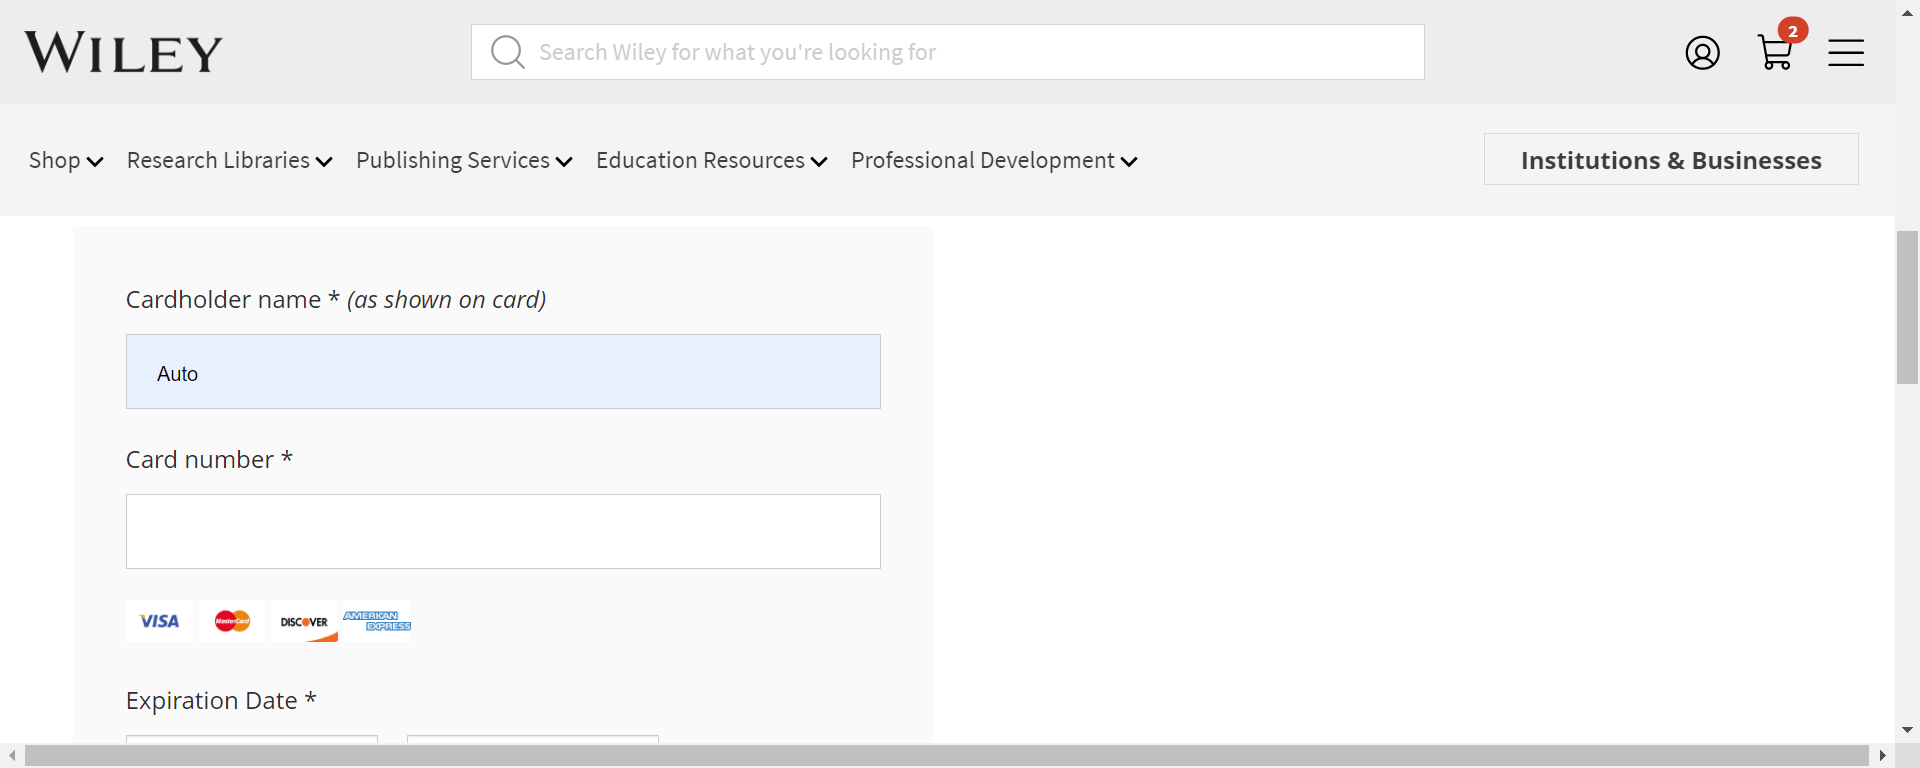 WILEY
Search Wiley for what you're looking for
2
Shop
Research Libraries
Publishing Services
Education Resources
Professional Development
Institutions & Businesses
Cardholder name * (as shown on card)
Auto
Card number *
VISA
MasterCard
DISCOVER
AMERICAN EXPRESS
Expiration Date *